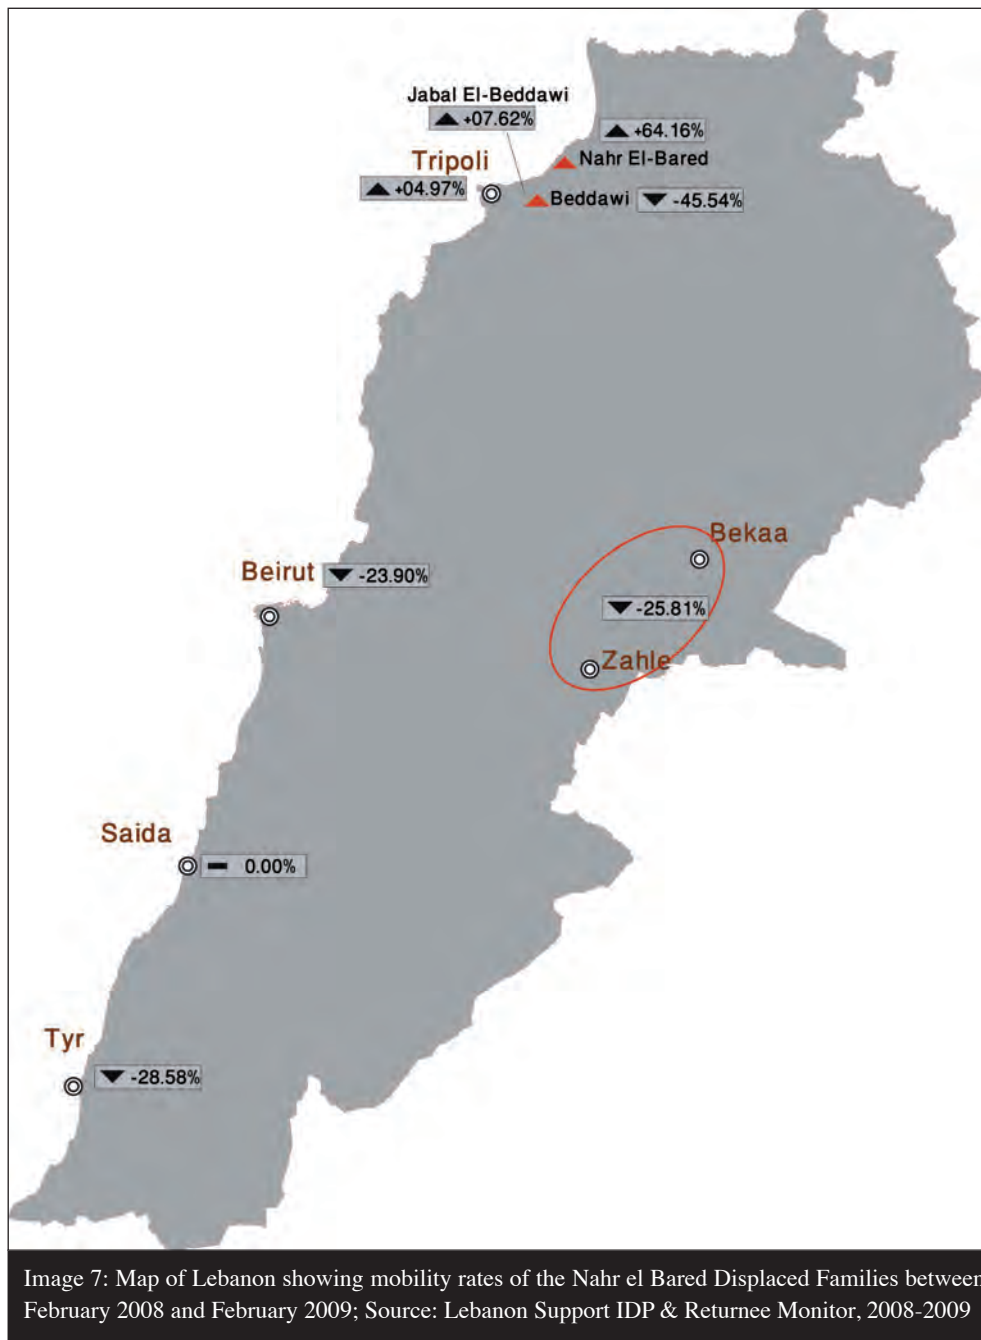 Jabal El-Beddawi
+07.62%
+64.16%
Tripoli
Nahr El-Bared
+04.97%
Beddawi
-45.54%
Bekaa
Beirut
-23.90%
-25.81%
Zahle
Saida
0.00%
Tyr
-28.58%
Image 7: Map of Lebanon showing mobility rates of the Nahr el Bared Displaced Families between
February 2008 and February 2009; Source: Lebanon Support IDP & Returnee Monitor, 2008-2009